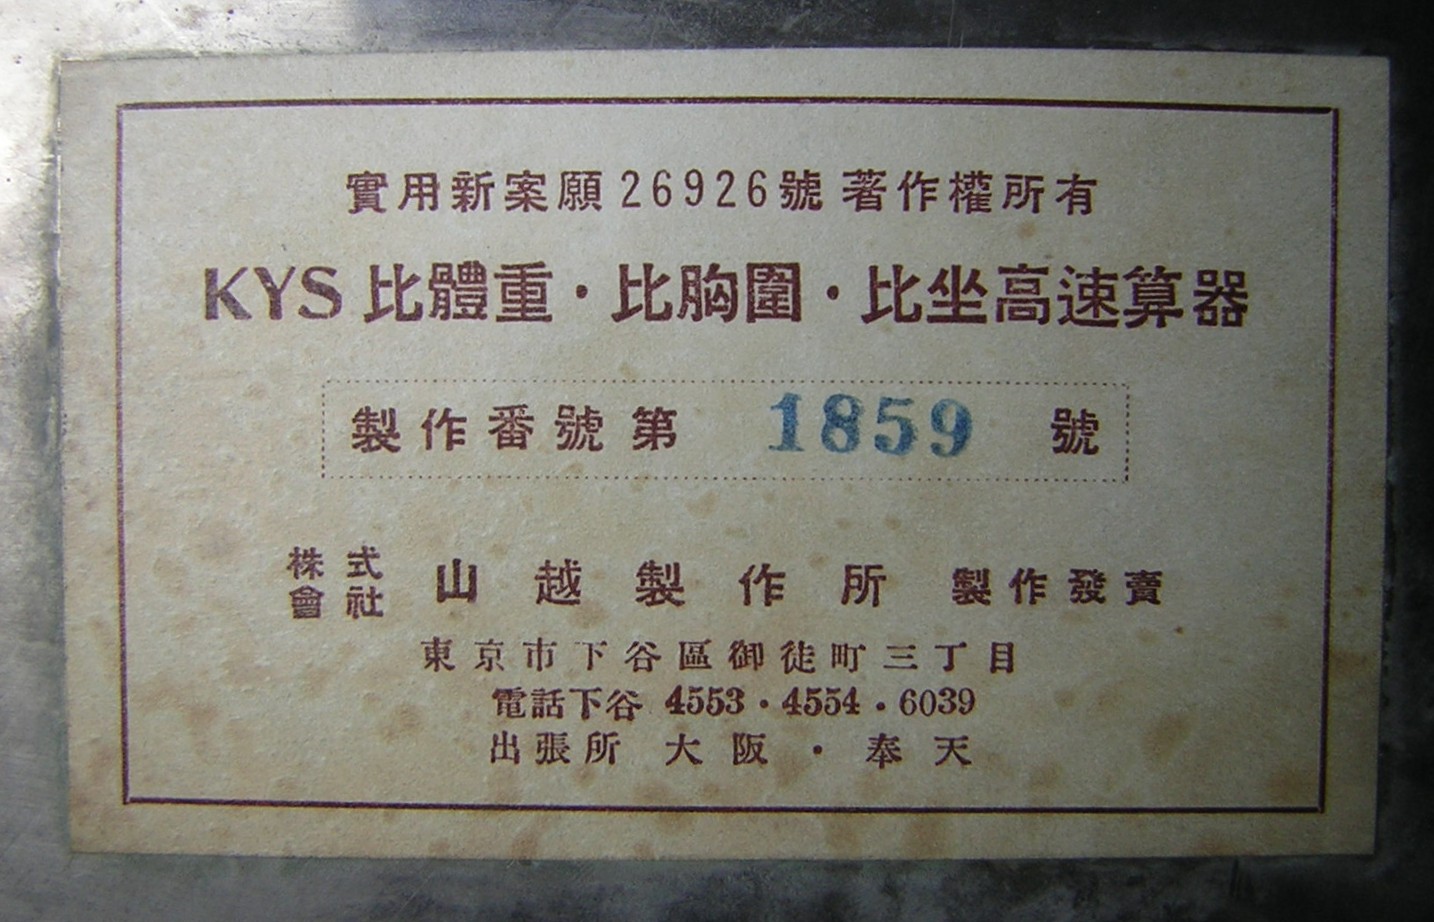 實用新案願26926號 著作權所有
KYS 比體重・比胸圍・比坐高速算器
製作番號第 1859 號
株式會社 山越製作所 製作發賣
東京市下谷區御徒町三丁目
電話下谷 4553・4554・6039
出張所 大阪・奉天